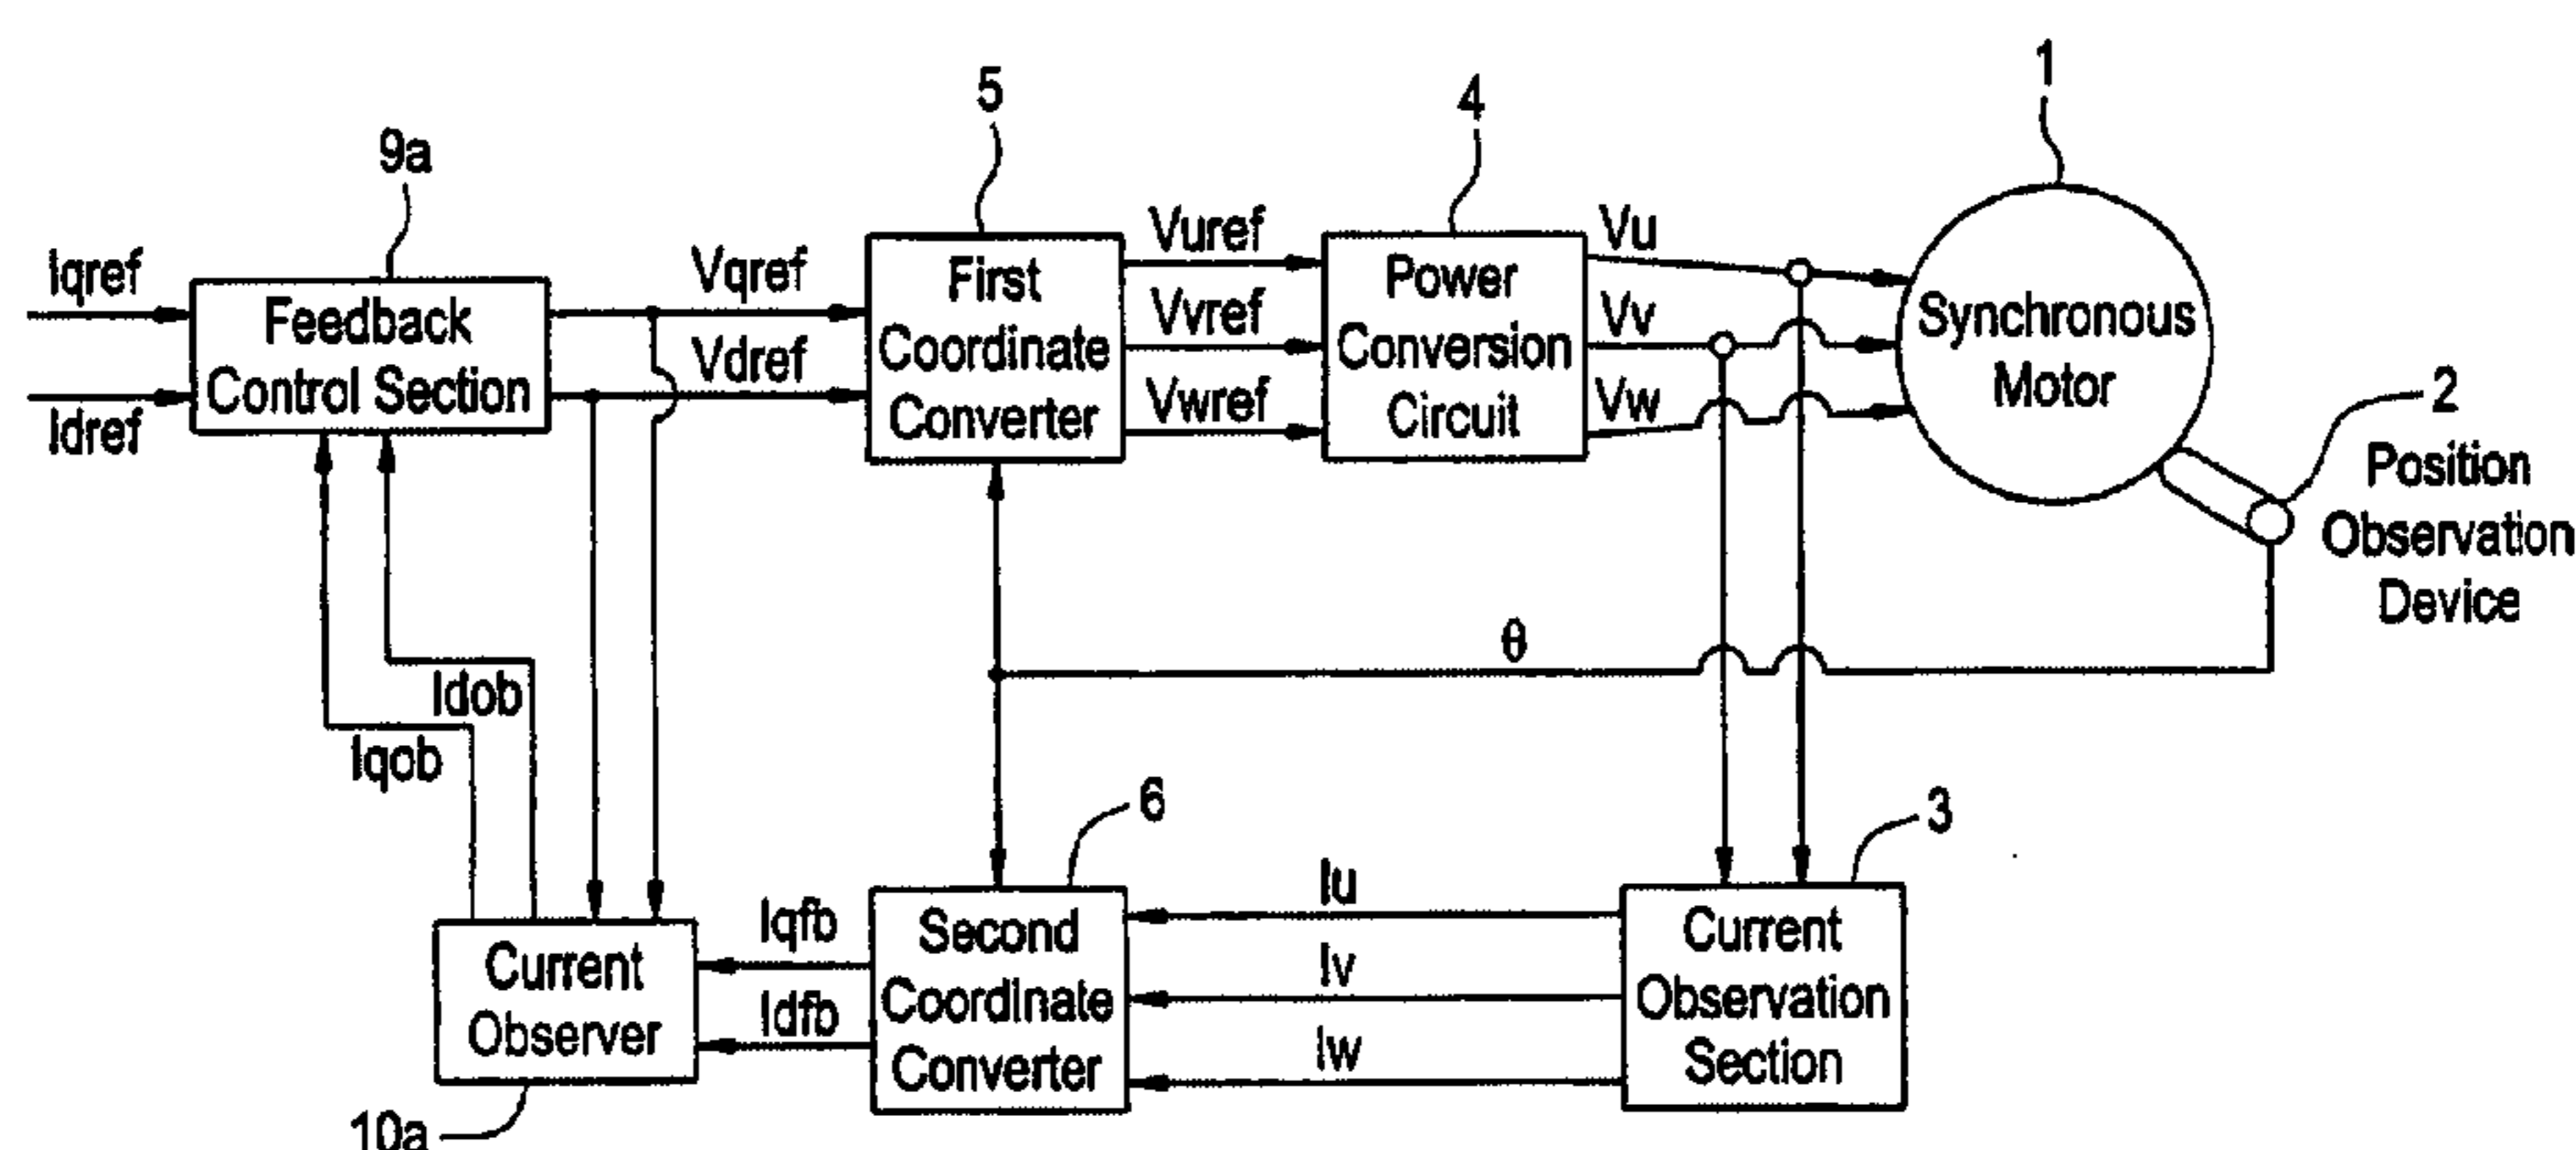 1
5
4
9a
Iqref
Idref
Feedback
Control Section
Vqref
Vdref
First
Coordinate
Converter
Vuref
Vvref
Vwref
Power
Conversion
Circuit
Vu
Vv
Vw
Synchronous
Motor
2
Position
Observation
Device
θ
Idob
Iqob
6
3
Current
Observer
10a
Iqfb
Idfb
Second
Coordinate
Converter
Iu
Iv
Iw
Current
Observation
Section